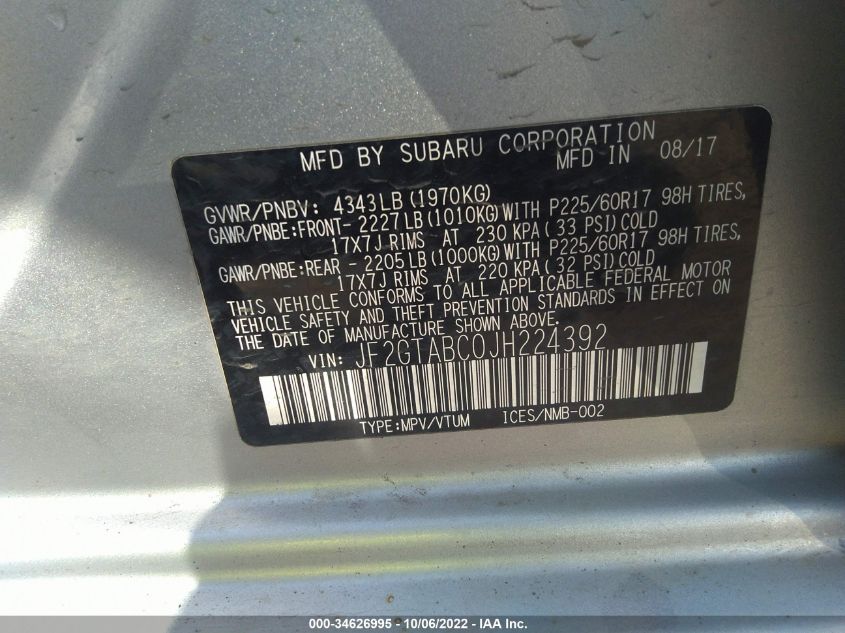 MFD BY SUBARU CORPORATION
MFD IN 08/17
GVWR/PNBV: 4343LB(1970KG)
GAWR/PNBE:FRONT- 2227LB(1010KG)WITH P225/60R17 98H TIRES,
17X7J RIMS AT 230 KPA( 33 PSI)COLD
GAWR/PNBE:REAR - 2205LB(1000KG)WITH P225/60R17 98H TIRES,
17X7J RIMS AT 220 KPA( 32 PSI)COLD
THIS VEHICLE CONFORMS TO ALL APPLICABLE FEDERAL MOTOR
VEHICLE SAFETY AND THEFT PREVENTION STANDARDS IN EFFECT ON
THE DATE OF MANUFACTURE SHOWN ABOVE.
VIN: JF2GTABC0JH224392
TYPE:MPV/VTUM ICES/NMB-002
000-34626995 - 10/06/2022 - IAA Inc.